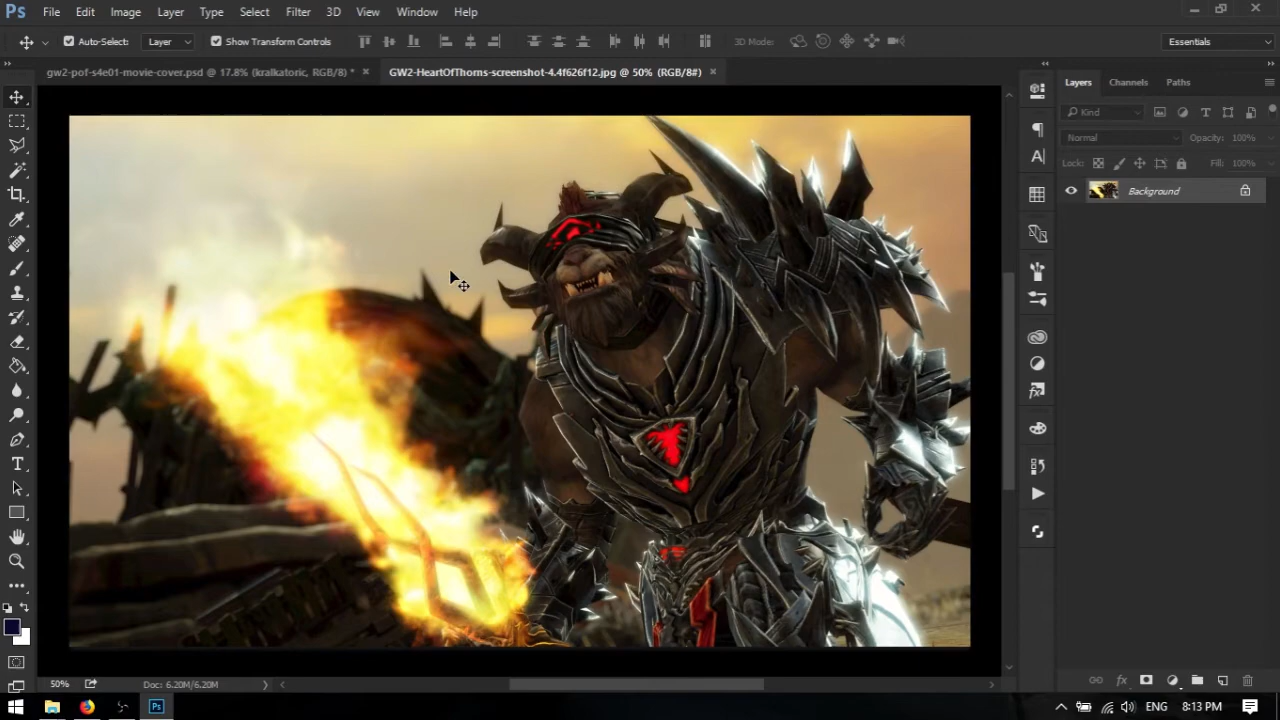 Ps File Edit Image Layer Type Select Filter 3D View Window Help
Auto-Select: Layer Show Transform Controls 3D Mode: Essentials
gw2-pof-s4e01-movie-cover.psd @ 17.8% (kralkatoric, RGB/8) * × GW2-HeartOfThorns-screenshot-4.4f626f12.jpg @ 50% (RGB/8#) ×
Layers Channels Paths
Kind
Normal Opacity: 100%
Lock: Fill: 100%
Background
50% Doc: 6.20M/6.20M
Ps ENG 8:13 PM